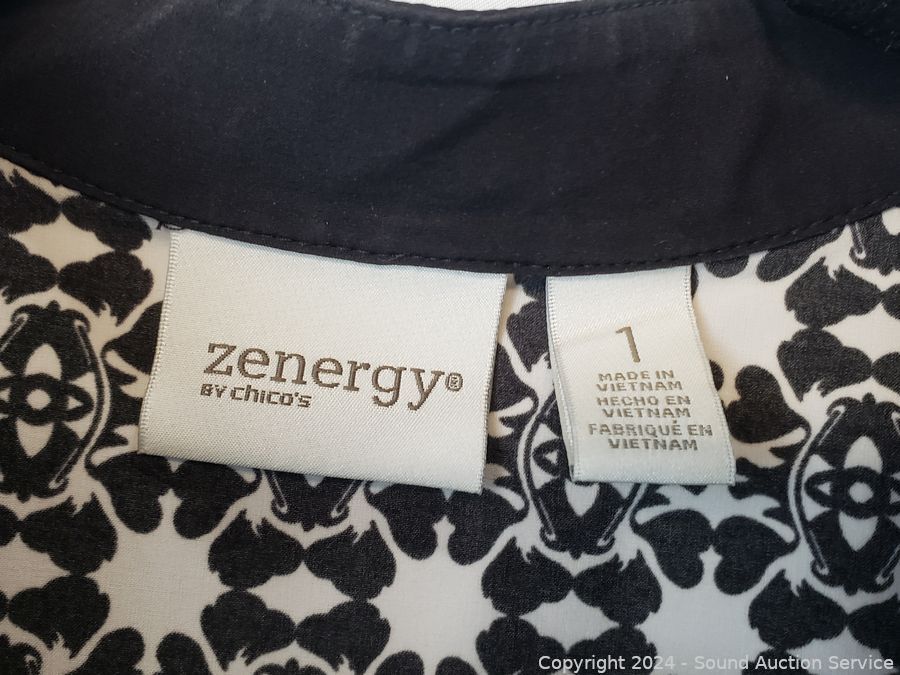 zenergy®
BY chico's
1
MADE IN
VIETNAM
HECHO EN
VIETNAM
FABRIQUÉ EN
VIETNAM
Copyright 2024 - Sound Auction Service